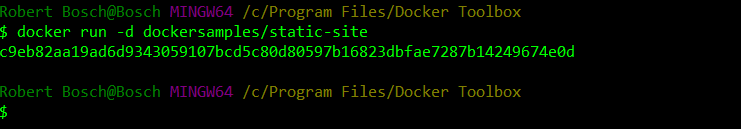 Robert Bosch@Bosch MINGW64 /c/Program Files/Docker Toolbox
$ docker run -d dockersamples/static-site
c9eb82aa19ad6d9343059107bcd5c80d80597b16823dbfae7287b14249674e0d
Robert Bosch@Bosch MINGW64 /c/Program Files/Docker Toolbox
$